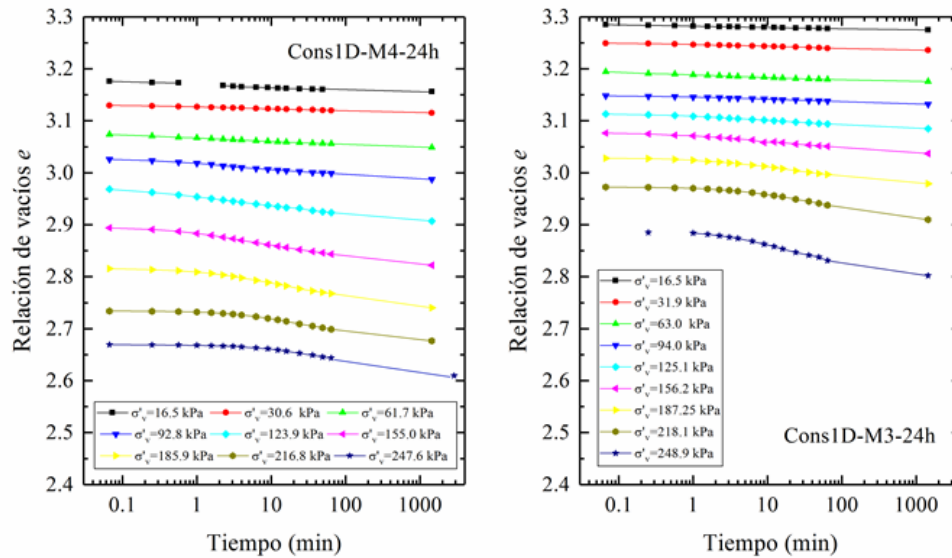 Cons1D-M4-24h
Relación de vacíos e
3.3
3.2
3.1
3.0
2.9
2.8
2.7
2.6
2.5
2.4
σ'v=16.5 kPa σ'v=30.6 kPa σ'v=61.7 kPa
σ'v=92.8 kPa σ'v=123.9 kPa σ'v=155.0 kPa
σ'v=185.9 kPa σ'v=216.8 kPa σ'v=247.6 kPa
0.1 1 10 100 1000
Tiempo (min)
Relación de vacíos e
3.3
3.2
3.1
3.0
2.9
2.8
2.7
2.6
2.5
2.4
σ'v=16.5 kPa
σ'v=31.9 kPa
σ'v=63.0 kPa
σ'v=94.0 kPa
σ'v=125.1 kPa
σ'v=156.2 kPa
σ'v=187.25 kPa
σ'v=218.1 kPa
σ'v=248.9 kPa
Cons1D-M3-24h
0.1 1 10 100 1000
Tiempo (min)